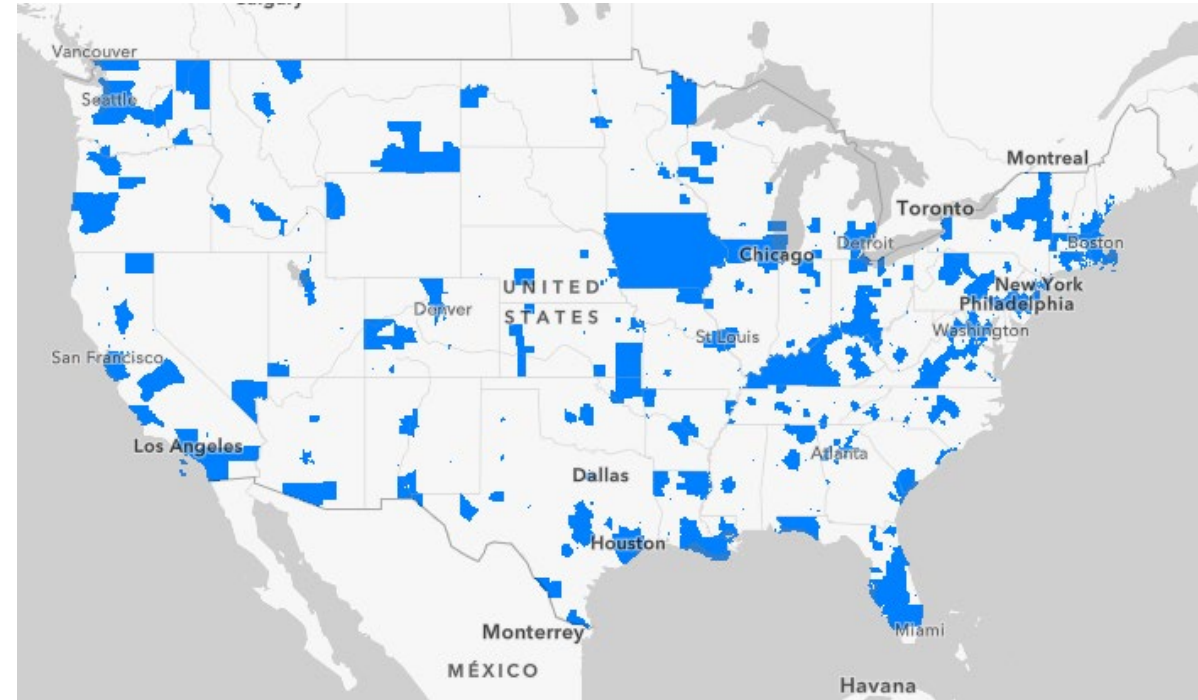 Calgary
Vancouver
Seattle
Montreal
Toronto
Boston
Detroit
Chicago
New York
Philadelphia
UNITED
STATES
Denver
Washington
St Louis
San Francisco
Los Angeles
Atlanta
Dallas
Houston
Monterrey
Miami
MÉXICO
Havana